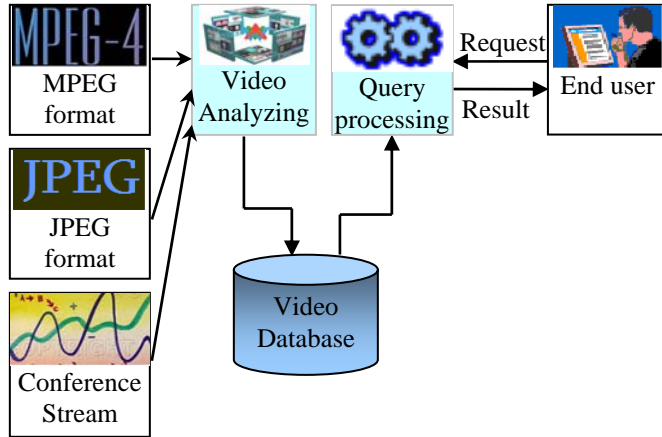 MPEG-4
MPEG
format
Video
Analyzing
Query
processing
Request
Result
End user
JPEG
JPEG
format
Video
Database
A → B
C
+
−
Conference
Stream